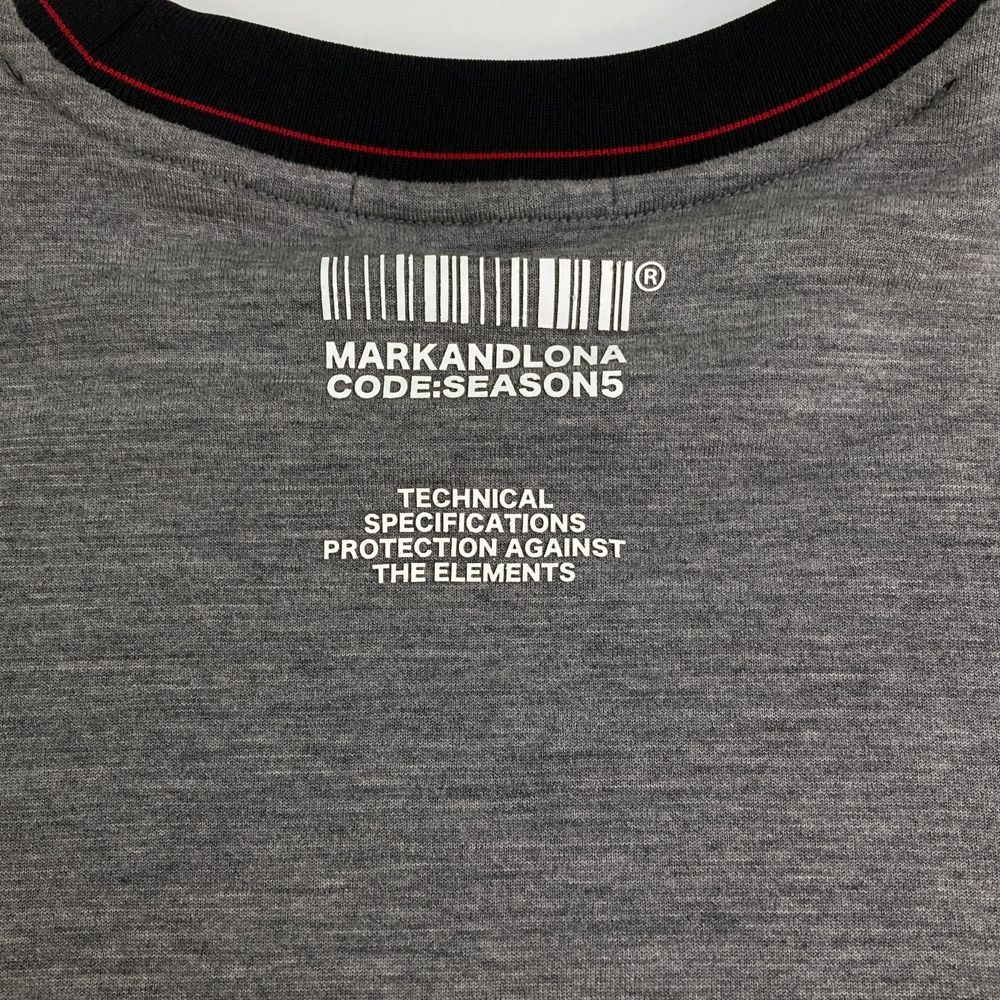 ®
MARKANDLONA
CODE:SEASON5
TECHNICAL
SPECIFICATIONS
PROTECTION AGAINST
THE ELEMENTS